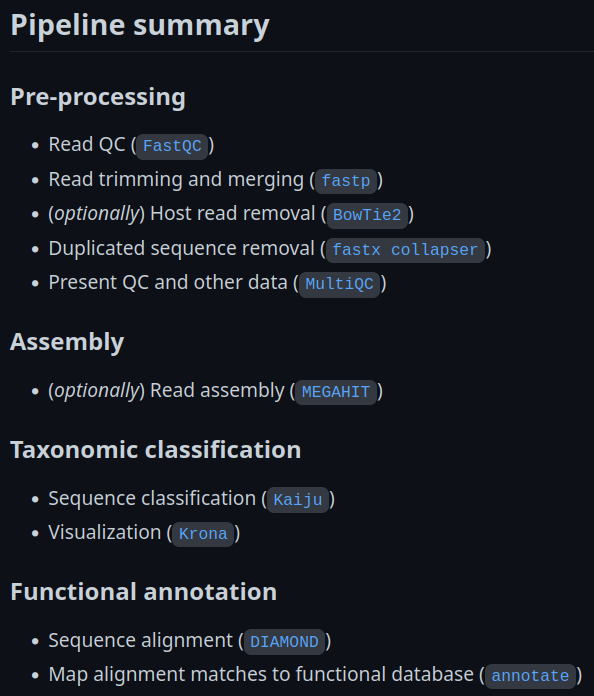 Pipeline summary
Pre-processing
• Read QC (FastQC)
• Read trimming and merging (fastp)
• (optionally) Host read removal (BowTie2)
• Duplicated sequence removal (fastx collapser)
• Present QC and other data (MultiQC)
Assembly
• (optionally) Read assembly (MEGAHIT)
Taxonomic classification
• Sequence classification (Kaiju)
• Visualization (Krona)
Functional annotation
• Sequence alignment (DIAMOND)
• Map alignment matches to functional database (annotate)